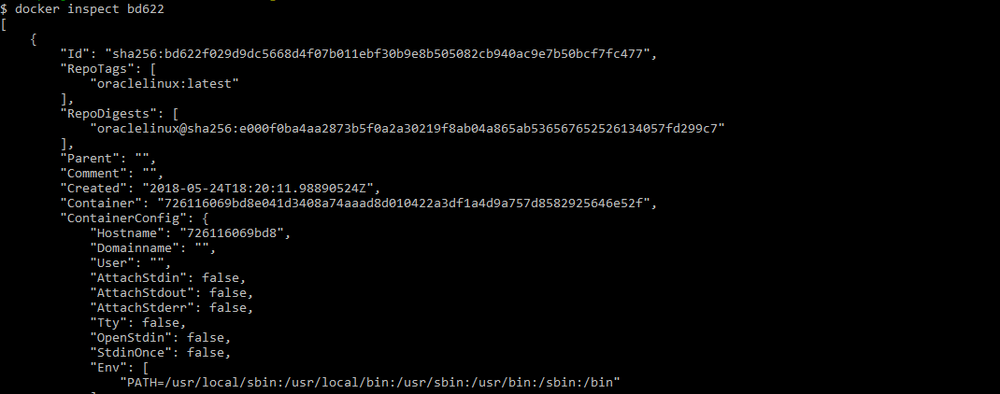 $ docker inspect bd622
[
    {
        "Id": "sha256:bd622f029d9dc5668d4f07b011ebf30b9e8b505082cb940ac9e7b50bcf7fc477",
        "RepoTags": [
            "oraclelinux:latest"
        ],
        "RepoDigests": [
            "oraclelinux@sha256:e000f0ba4aa2873b5f0a2a30219f8ab04a865ab536567652526134057fd299c7"
        ],
        "Parent": "",
        "Comment": "",
        "Created": "2018-05-24T18:20:11.98890524Z",
        "Container": "726116069bd8e041d3408a74aaad8d010422a3df1a4d9a757d8582925646e52f",
        "ContainerConfig": {
            "Hostname": "726116069bd8",
            "Domainname": "",
            "User": "",
            "AttachStdin": false,
            "AttachStdout": false,
            "AttachStderr": false,
            "Tty": false,
            "OpenStdin": false,
            "StdinOnce": false,
            "Env": [
                "PATH=/usr/local/sbin:/usr/local/bin:/usr/sbin:/usr/bin:/sbin:/bin"